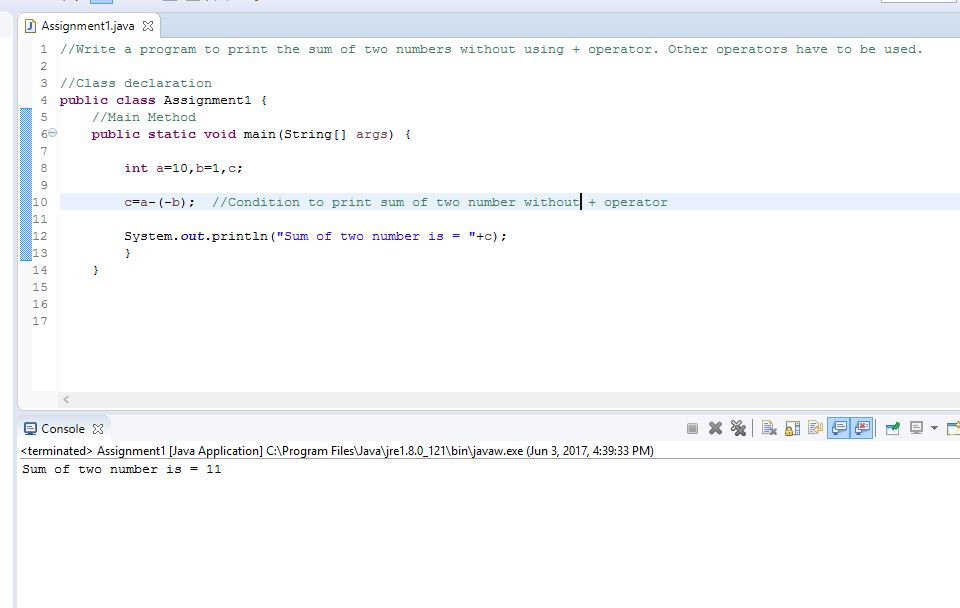 Assignment1.java
1 //Write a program to print the sum of two numbers without using + operator. Other operators have to be used.
2
3 //Class declaration
4 public class Assignment1 {
5 //Main Method
6 public static void main(String[] args) {
7
8 int a=10,b=1,c;
9
10 c=a-(-b); //Condition to print sum of two number without + operator
11
12 System.out.println("Sum of two number is = "+c);
13 }
14 }
15
16
17
Console
<terminated> Assignment1 [Java Application] C:\Program Files\Java\jre1.8.0_121\bin\javaw.exe (Jun 3, 2017, 4:39:33 PM)
Sum of two number is = 11